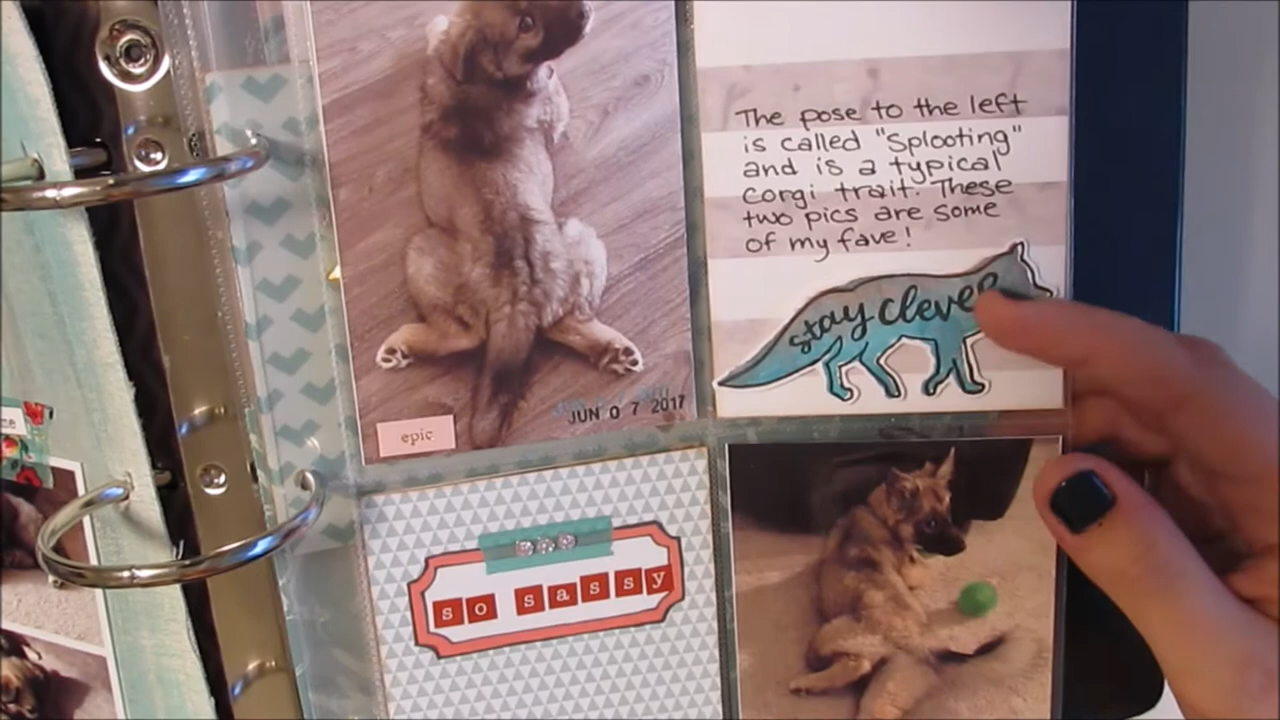 The pose to the left
is called "Splooting"
and is a typical
Corgi trait. These
two pics are some
of my fave!
stay clever
JUN 0 7 2017
epic
so sassy
me